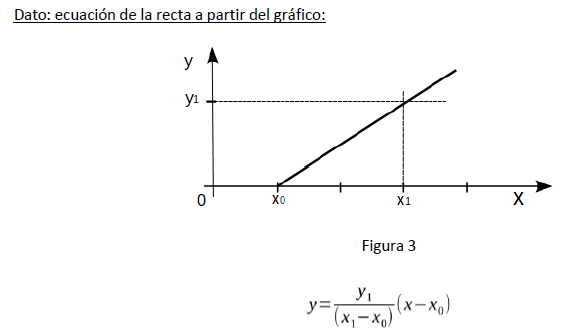 Dato: ecuación de la recta a partir del gráfico:
y
y1
0
x0
x1
X
Figura 3
y = y₁/(x₁−x₀) (x−x₀)